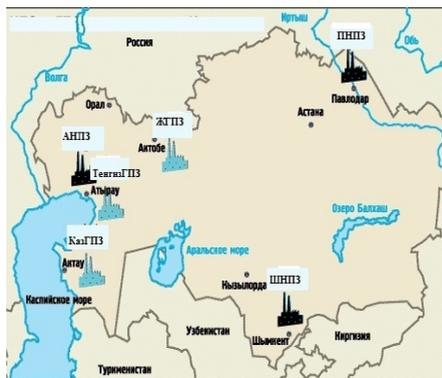 Иртыш
ПНПЗ
Россия
Обь
Волга
Павлодар
Орал
Астана
ЖГПЗ
АНПЗ
Актобе
ТенгизГПЗ
Атырау
Озеро Балхаш
КазГПЗ
Аральское море
Актау
Кызылорда
ШНПЗ
Каспийское море
Узбекистан
Шымкент
Киргизия
Туркменистан